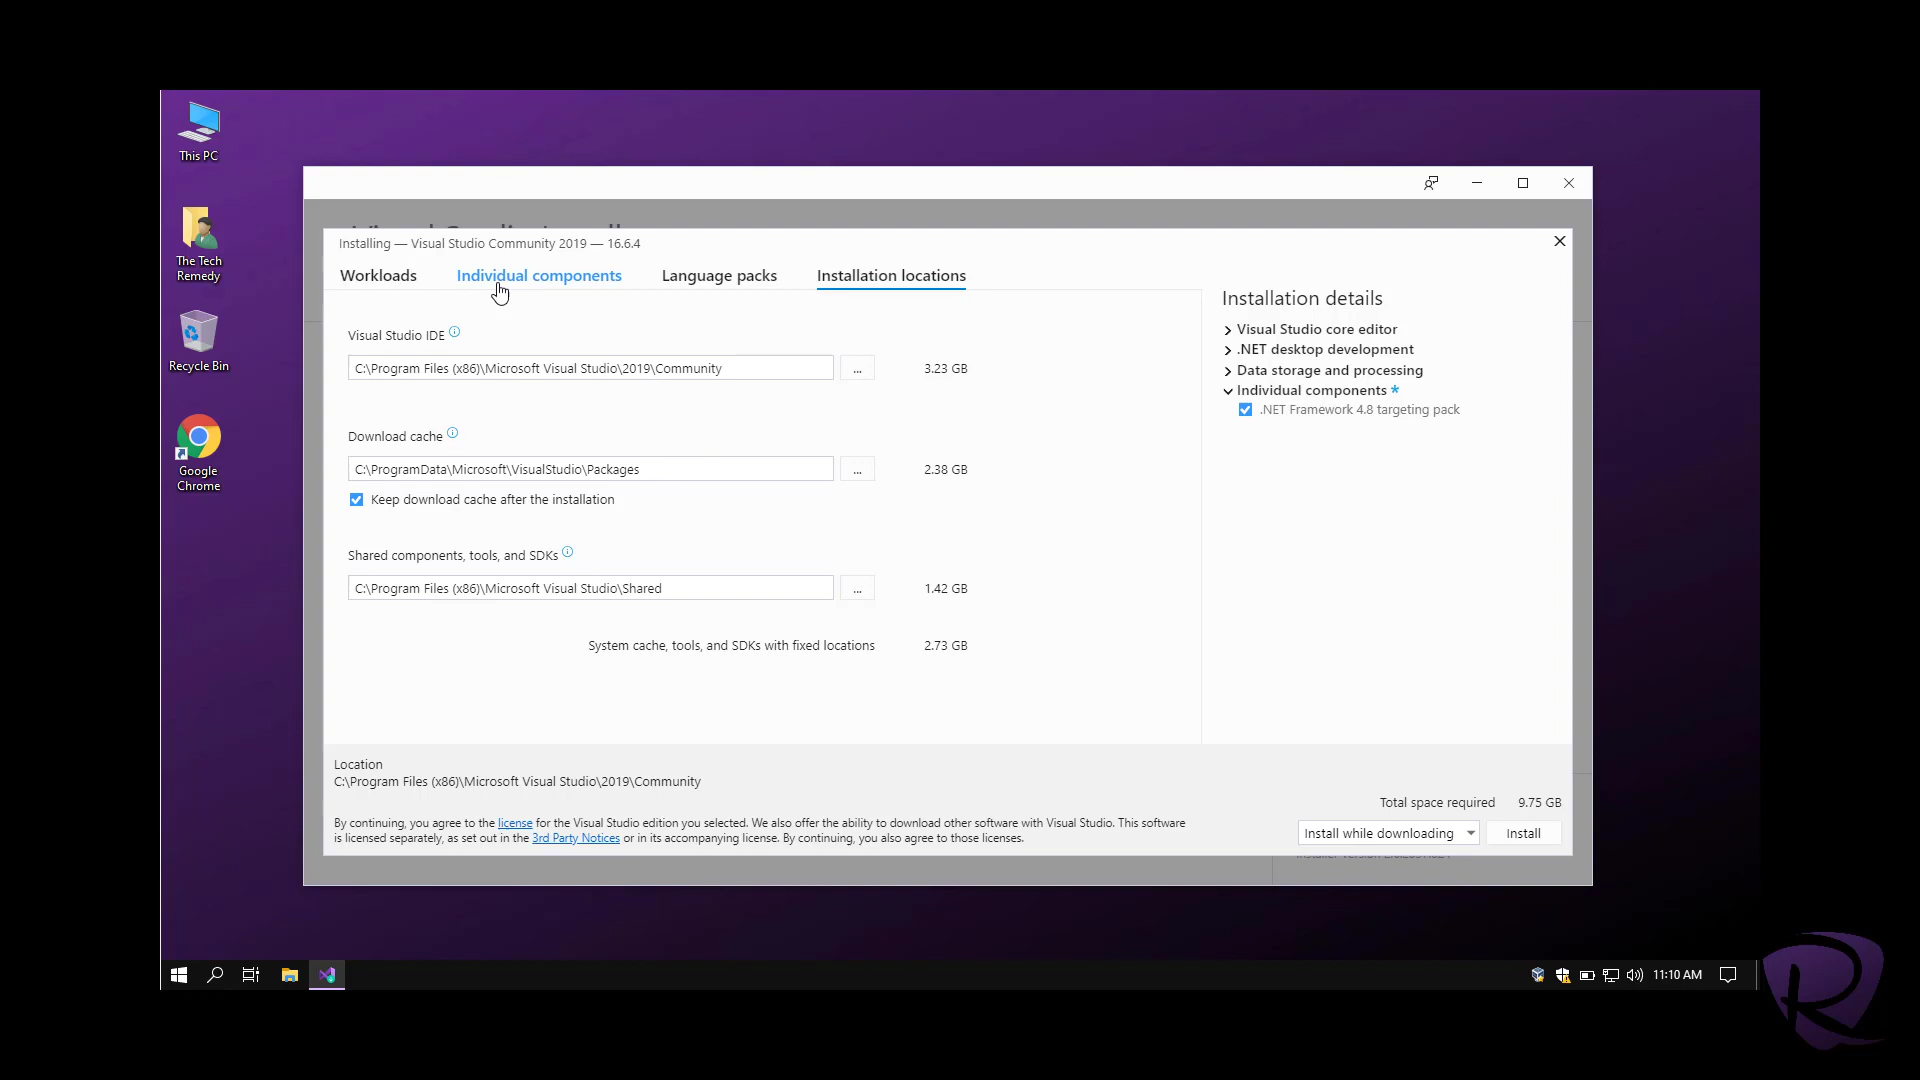 This PC
The Tech
Remedy
Recycle Bin
Google
Chrome
Installing — Visual Studio Community 2019 — 16.6.4
Workloads
Individual components
Language packs
Installation locations
Visual Studio IDE
C:\Program Files (x86)\Microsoft Visual Studio\2019\Community
...
3.23 GB
Download cache
C:\ProgramData\Microsoft\VisualStudio\Packages
...
2.38 GB
Keep download cache after the installation
Shared components, tools, and SDKs
C:\Program Files (x86)\Microsoft Visual Studio\Shared
...
1.42 GB
System cache, tools, and SDKs with fixed locations
2.73 GB
Installation details
Visual Studio core editor
.NET desktop development
Data storage and processing
Individual components *
.NET Framework 4.8 targeting pack
Location
C:\Program Files (x86)\Microsoft Visual Studio\2019\Community
Total space required 9.75 GB
By continuing, you agree to the license for the Visual Studio edition you selected. We also offer the ability to download other software with Visual Studio. This software
is licensed separately, as set out in the 3rd Party Notices or in its accompanying license. By continuing, you also agree to those licenses.
Install while downloading
Install
11:10 AM
R